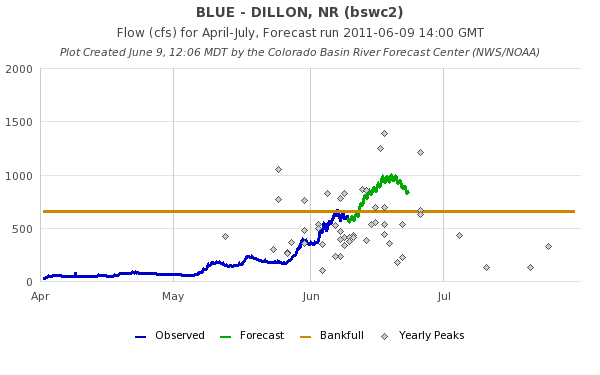 BLUE - DILLON, NR (bswc2)
Flow (cfs) for April-July, Forecast run 2011-06-09 14:00 GMT
Plot Created June 9, 12:06 MDT by the Colorado Basin River Forecast Center (NWS/NOAA)
2000
1500
1000
500
0
Apr May Jun Jul
Observed Forecast Bankfull Yearly Peaks